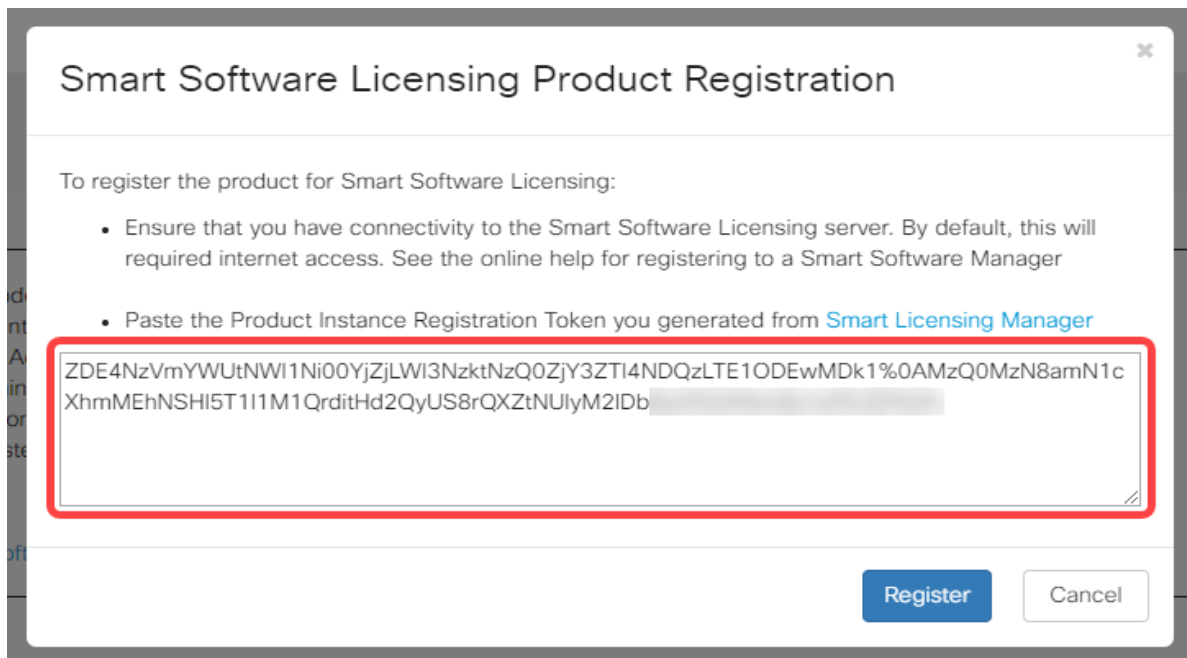 Smart Software Licensing Product Registration
To register the product for Smart Software Licensing:
Ensure that you have connectivity to the Smart Software Licensing server. By default, this will
required internet access. See the online help for registering to a Smart Software Manager
Paste the Product Instance Registration Token you generated from Smart Licensing Manager
ZDE4NzVmYWUtNWI1Ni00YjZjLWI3NzktNzQ0ZjY3ZTI4NDQzLTE1ODEwMDk1%0AMzQ0MzN8amN1c
XhmMEhNSHI5T1I1M1QrditHd2QyUS8rQXZtNUlyM2IDb
Register
Cancel